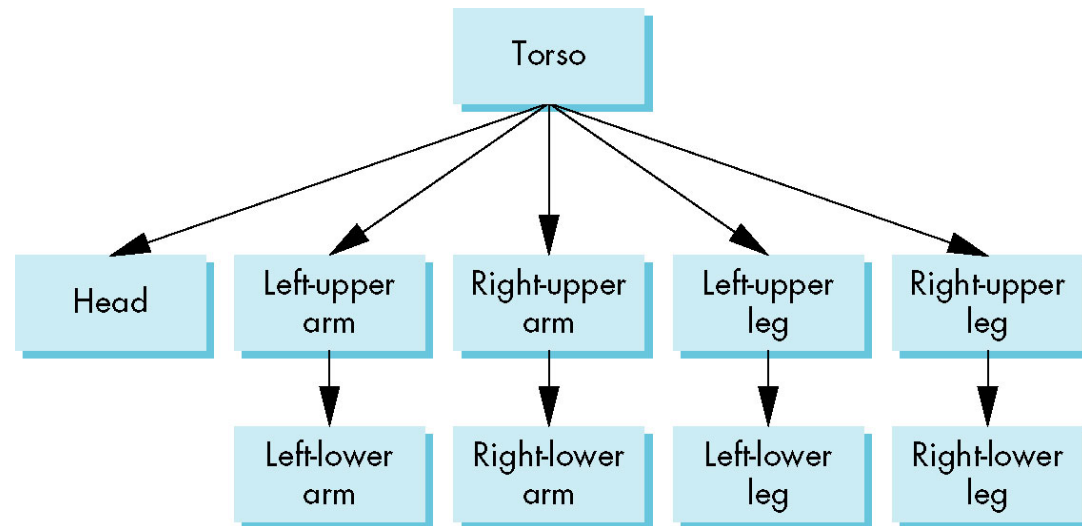 Torso
Head
Left-upper
arm
Right-upper
arm
Left-upper
leg
Right-upper
leg
Left-lower
arm
Right-lower
arm
Left-lower
leg
Right-lower
leg